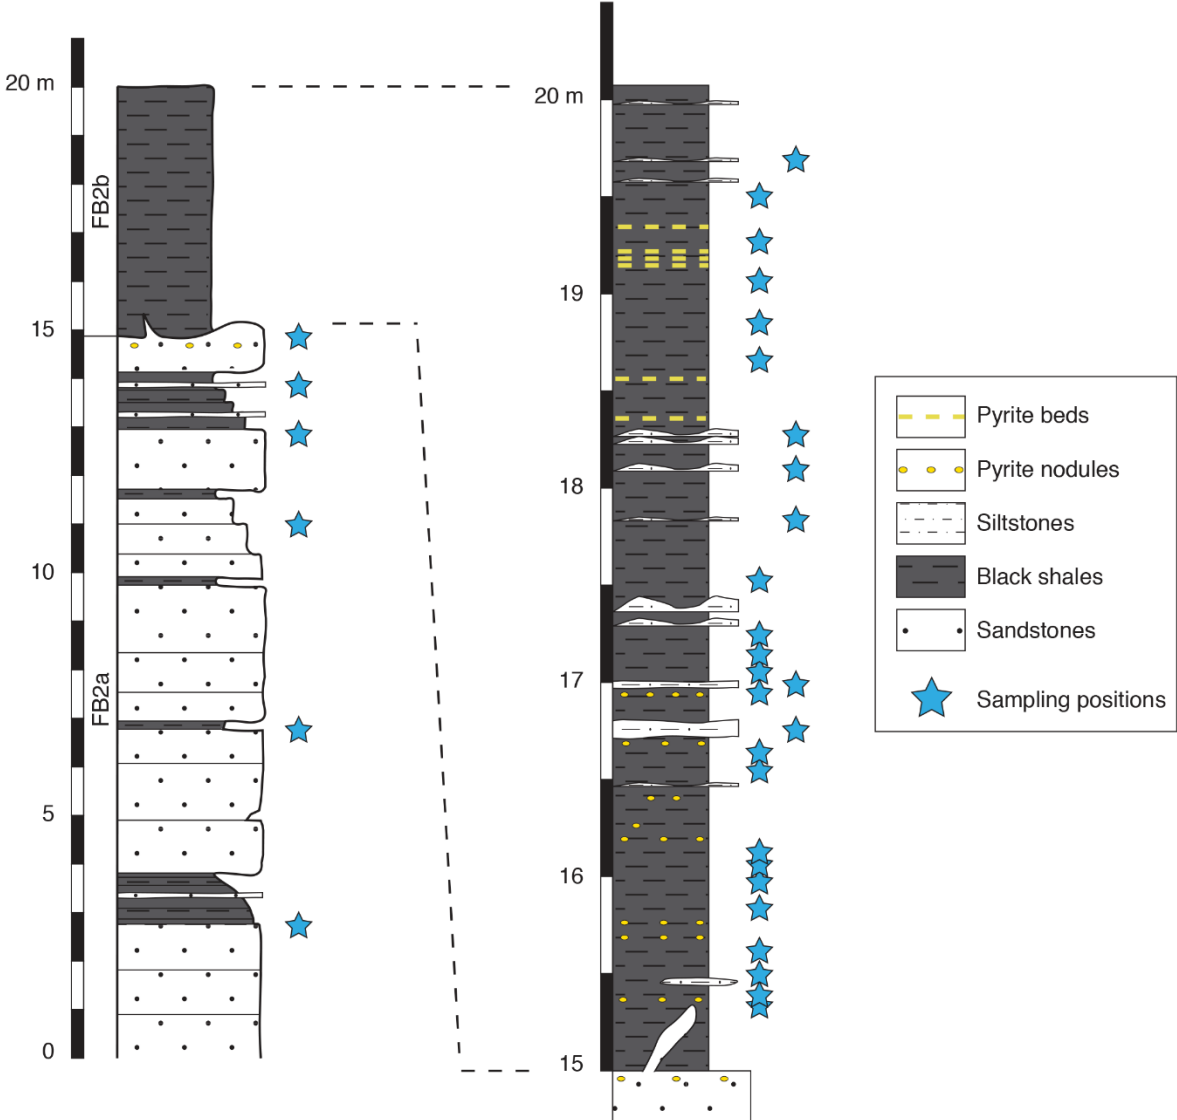 20 m
FB2b
15
10
FB2a
5
0
20 m
19
18
17
16
15
Pyrite beds
Pyrite nodules
Siltstones
Black shales
Sandstones
Sampling positions